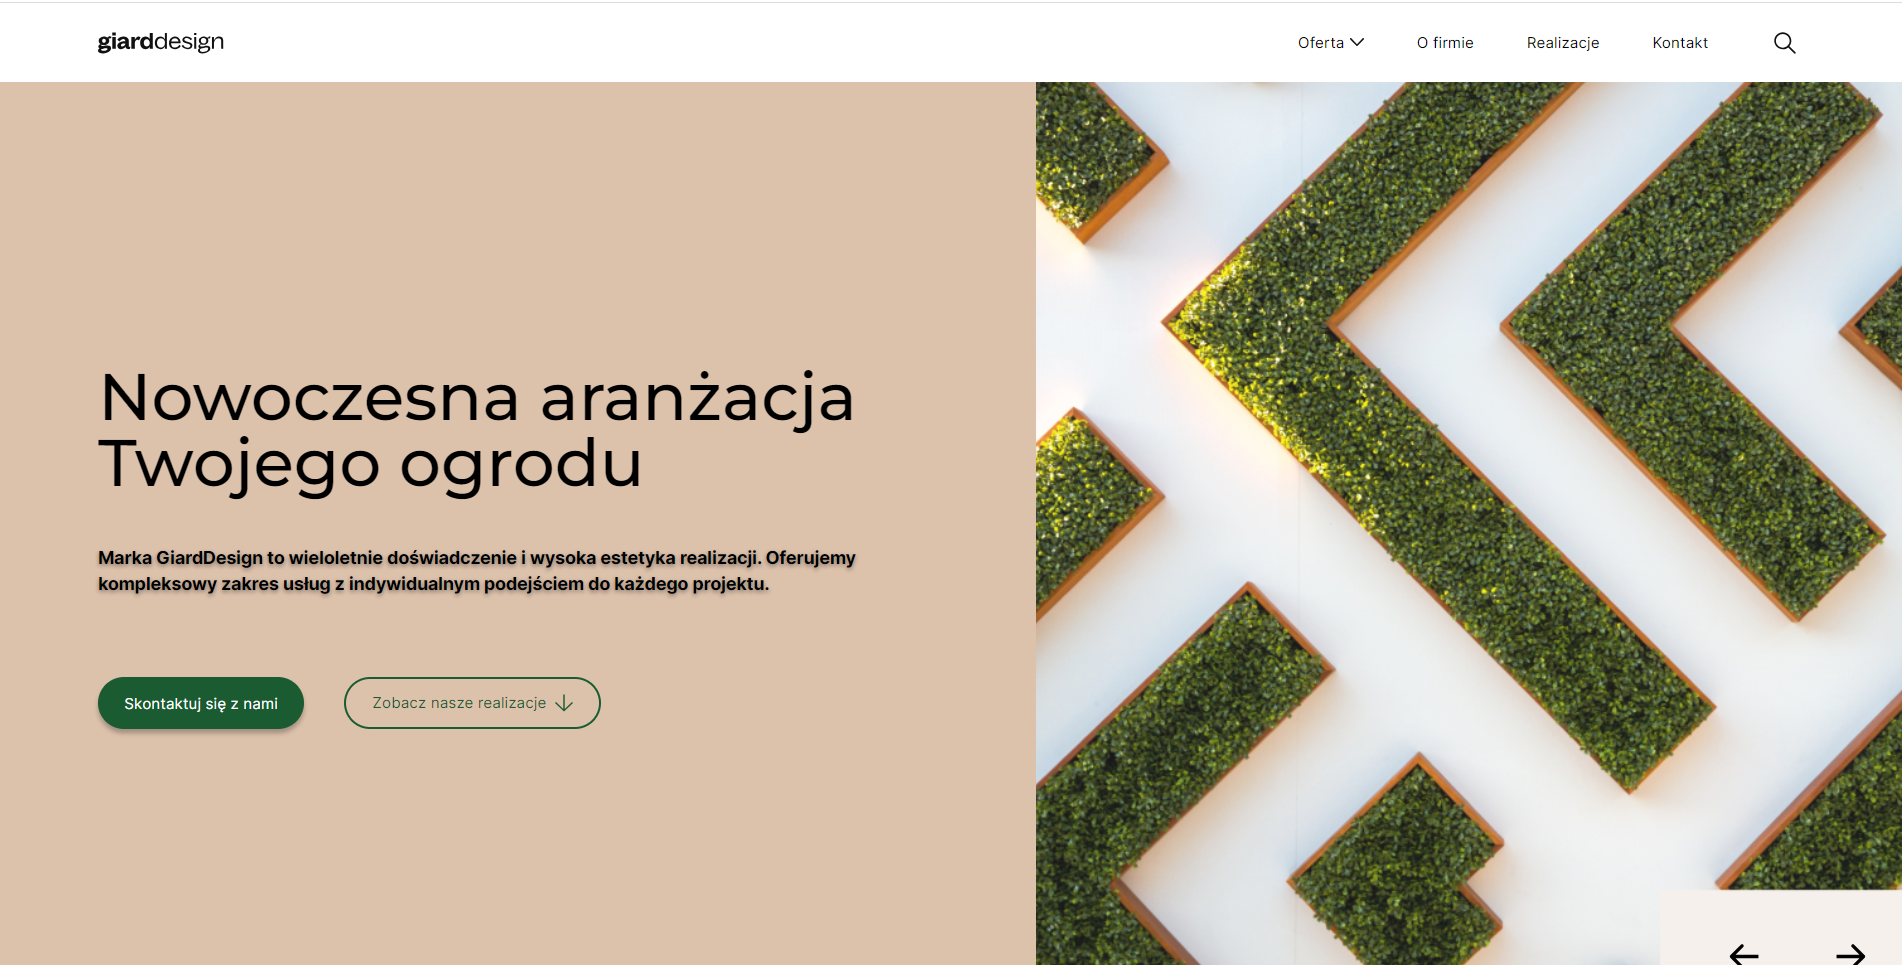 giarddesign
Oferta
O firmie
Realizacje
Kontakt
Nowoczesna aranżacja
Twojego ogrodu
Marka GiardDesign to wieloletnie doświadczenie i wysoka estetyka realizacji. Oferujemy
kompleksowy zakres usług z indywidualnym podejściem do każdego projektu.
Skontaktuj się z nami
Zobacz nasze realizacje